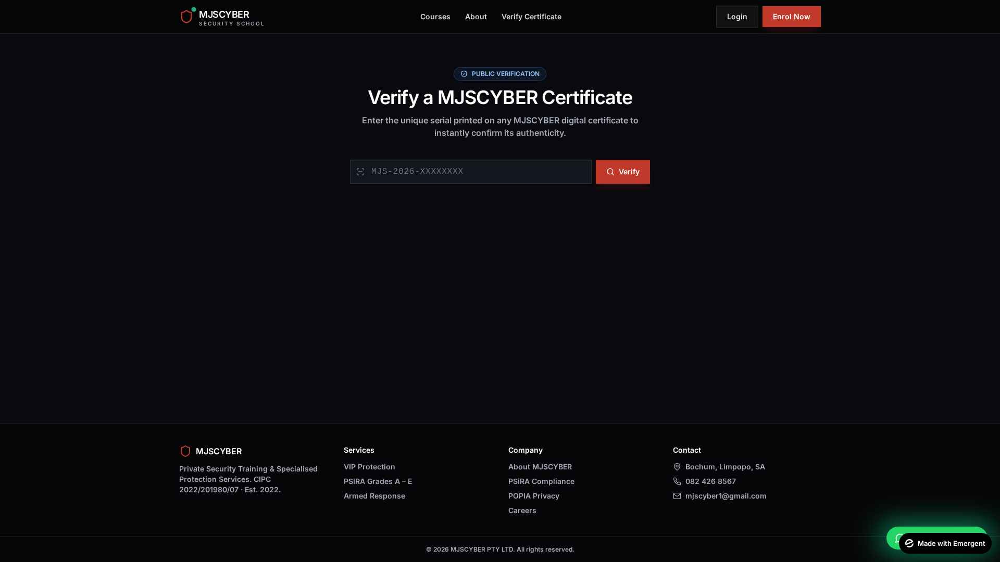 MJSCYBER
SECURITY SCHOOL
Courses
About
Verify Certificate
Login
Enrol Now
PUBLIC VERIFICATION
Verify a MJSCYBER Certificate
Enter the unique serial printed on any MJSCYBER digital certificate to
instantly confirm its authenticity.
MJS-2026-XXXXXXXX
Verify
MJSCYBER
Private Security Training & Specialised
Protection Services. CIPC
2022/201980/07 · Est. 2022.
Services
VIP Protection
PSIRA Grades A – E
Armed Response
Company
About MJSCYBER
PSiRA Compliance
POPIA Privacy
Careers
Contact
Bochum, Limpopo, SA
082 426 8567
mjscyber1@gmail.com
© 2026 MJSCYBER PTY LTD. All rights reserved.
Made with Emergent